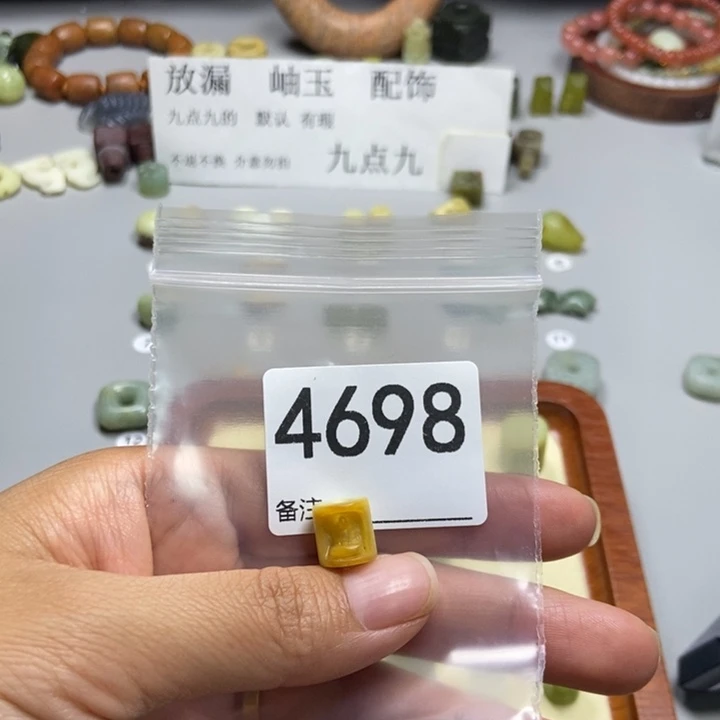 放漏 岫玉 配饰
九点九的 默认 有瑕
不退不换 介意勿拍 九点九
4698
备注